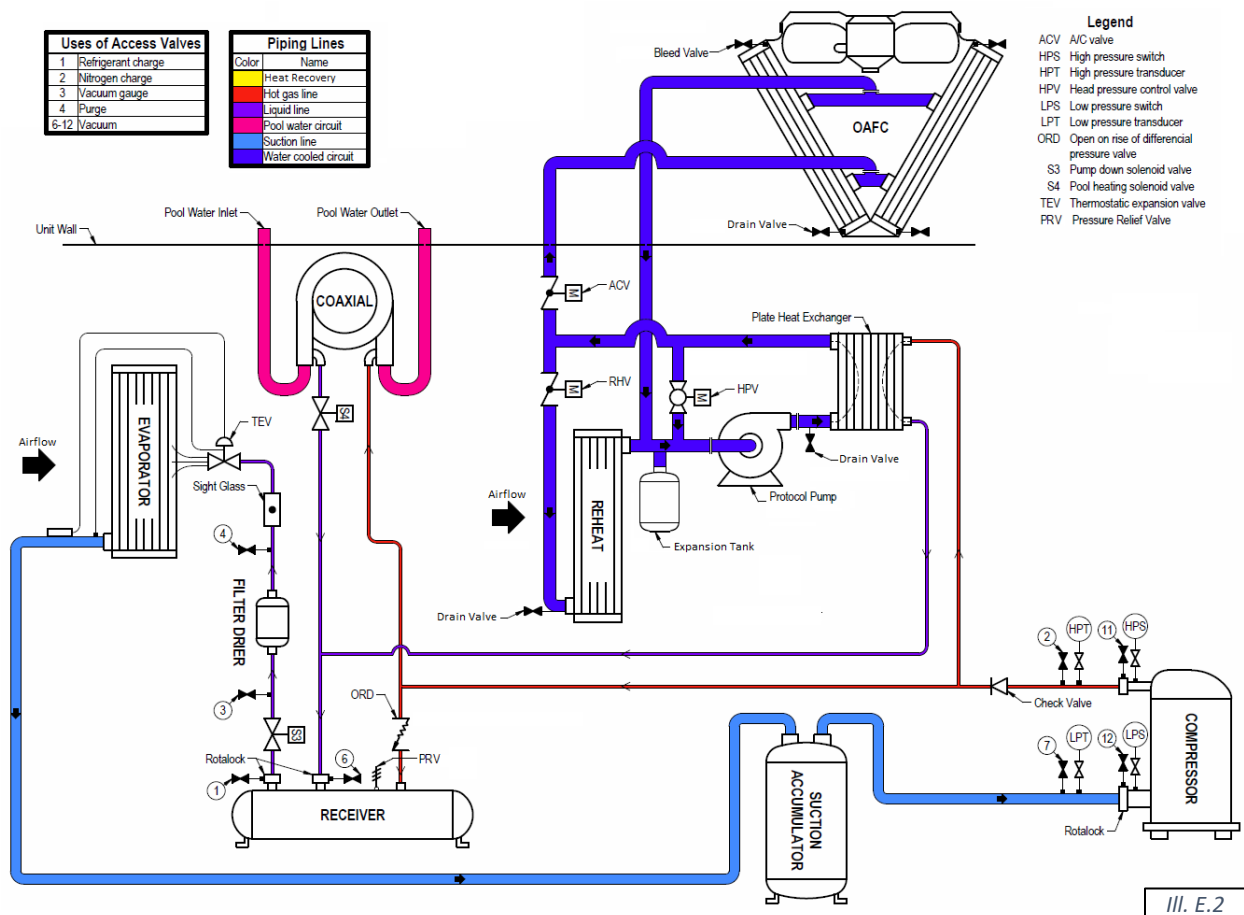 Uses of Access Valves
1 Refrigerant charge
2 Nitrogen charge
3 Vacuum gauge
4 Purge
6-12 Vacuum
Piping Lines
Color Name
Heat Recovery
Hot gas line
Liquid line
Pool water circuit
Suction line
Water cooled circuit
Legend
ACV A/C valve
HPS High pressure switch
HPT High pressure transducer
HPV Head pressure control valve
LPS Low pressure switch
LPT Low pressure transducer
ORD Open on rise of differencial
pressure valve
S3 Pump down solenoid valve
S4 Pool heating solenoid valve
TEV Thermostatic expansion valve
PRV Pressure Relief Valve
Bleed Valve
OAFC
Drain Valve
Pool Water Inlet
Pool Water Outlet
Unit Wall
COAXIAL
ACV
M
Plate Heat Exchanger
RHV
M
HPV
M
S4
TEV
EVAPORATOR
Airflow
Sight Glass
4
FILTER DRIER
3
S3
Rotalock
1
6
ORD
PRV
RECEIVER
Airflow
REHEAT
Drain Valve
Expansion Tank
Protocol Pump
Drain Valve
2
HPT
11
HPS
Check Valve
COMPRESSOR
7
LPT
12
LPS
Rotalock
SUCTION
ACCUMULATOR
Ill. E.2